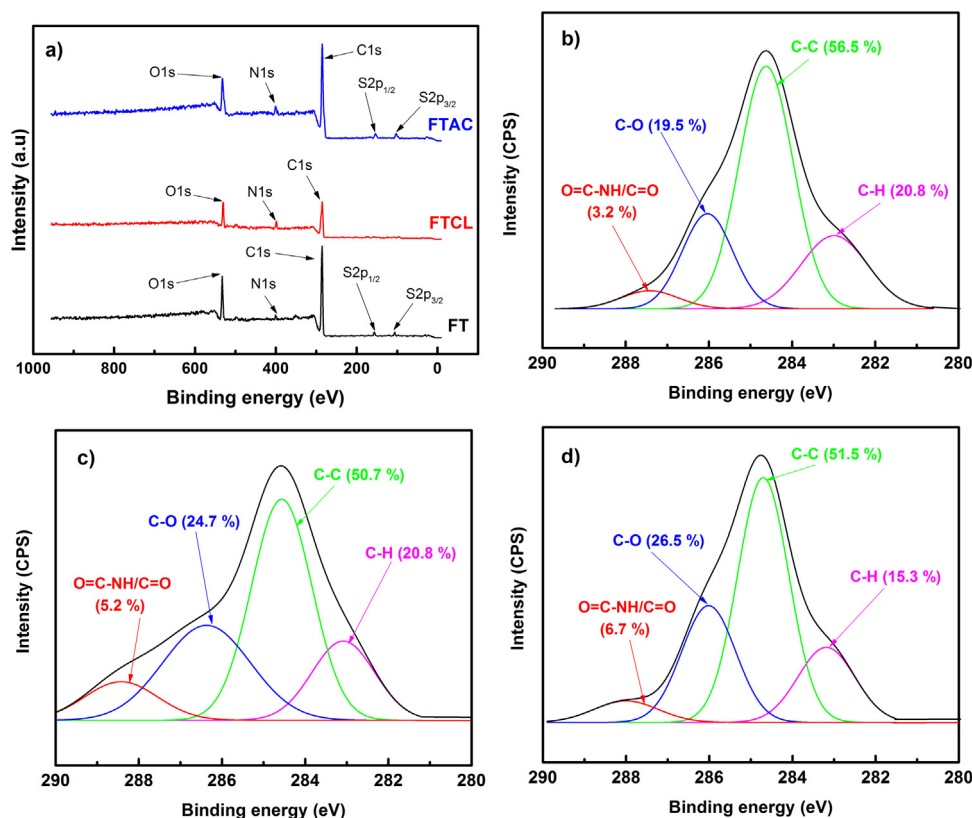 a)
C1s
O1s
N1s
S2p1/2
S2p3/2
FTAC
O1s
N1s
C1s
FTCL
C1s
O1s
N1s
S2p1/2
S2p3/2
FT
Intensity (a.u)
1000 800 600 400 200 0
Binding energy (eV)
b)
C-C (56.5 %)
C-O (19.5 %)
O=C-NH/C=O
(3.2 %)
C-H (20.8 %)
Intensity (CPS)
290 288 286 284 282 280
Binding energy (eV)
c)
C-C (50.7 %)
C-O (24.7 %)
C-H (20.8 %)
O=C-NH/C=O
(5.2 %)
Intensity (CPS)
290 288 286 284 282 280
Binding energy (eV)
d)
C-C (51.5 %)
C-O (26.5 %)
C-H (15.3 %)
O=C-NH/C=O
(6.7 %)
Intensity (CPS)
290 288 286 284 282 280
Binding energy (eV)